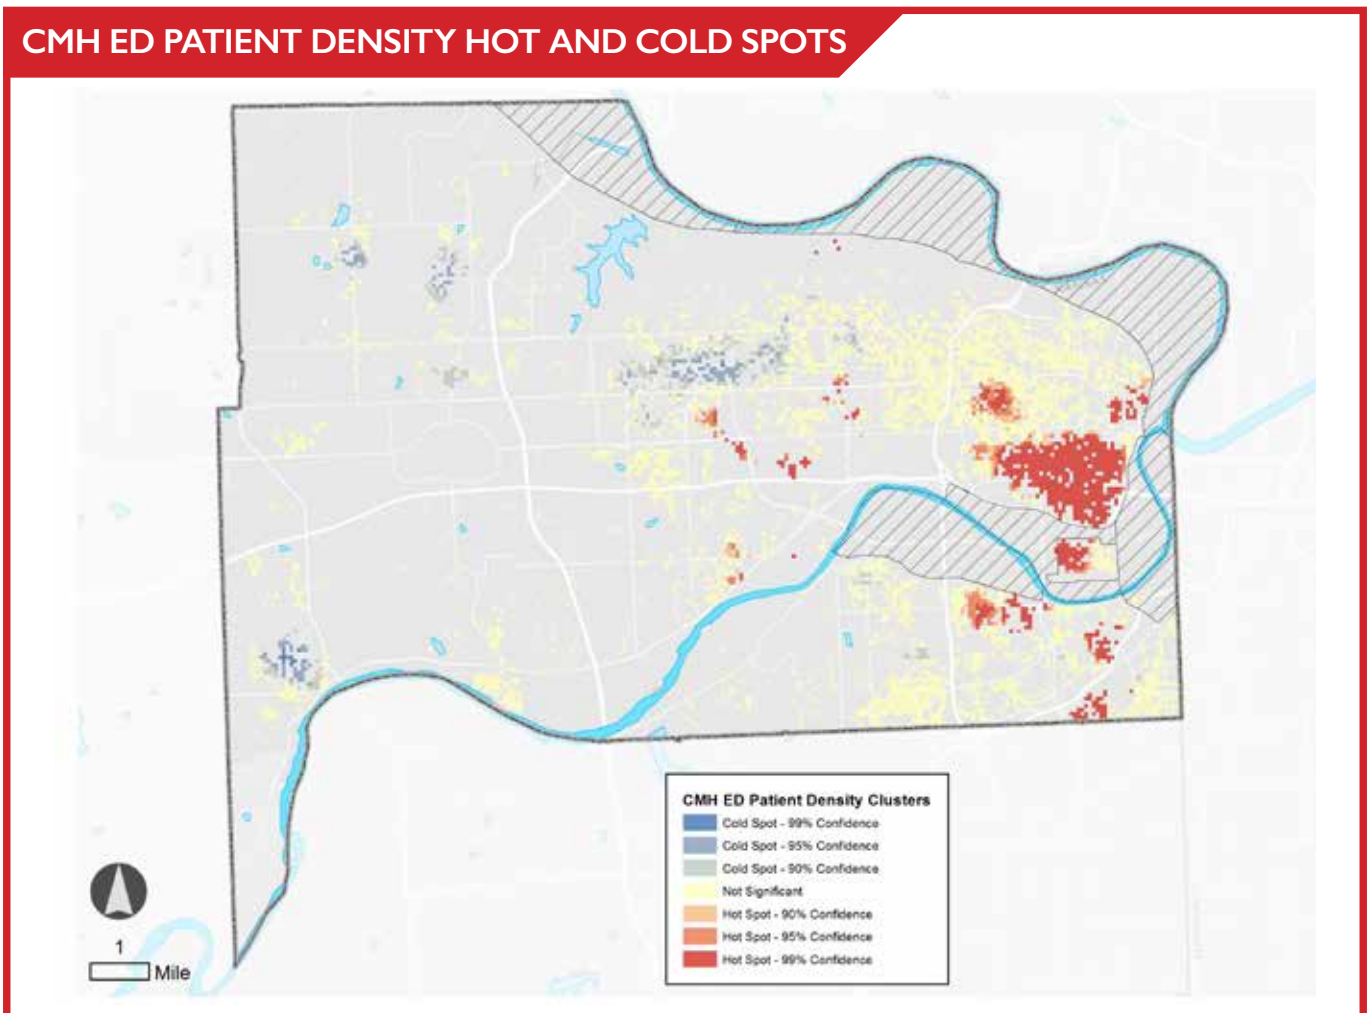 CMH ED PATIENT DENSITY HOT AND COLD SPOTS
CMH ED Patient Density Clusters
Cold Spot - 99% Confidence
Cold Spot - 95% Confidence
Cold Spot - 90% Confidence
Not Significant
Hot Spot - 90% Confidence
Hot Spot - 95% Confidence
Hot Spot - 99% Confidence
1
Mile